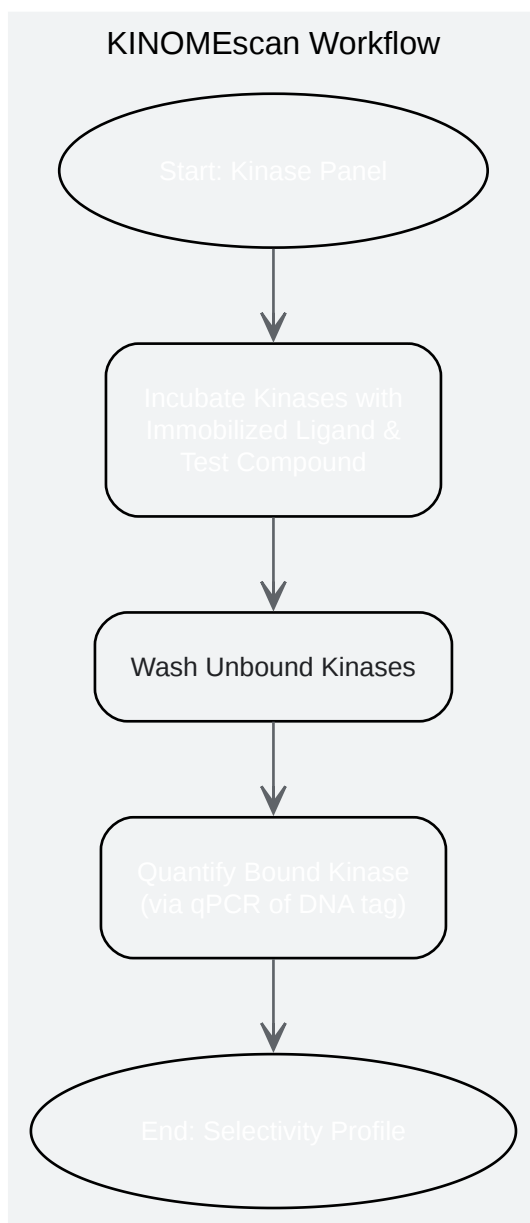 KINOMEscan Workflow
Start: Kinase Panel
Incubate Kinases with
Immobilized Ligand &
Test Compound
Wash Unbound Kinases
Quantify Bound Kinase
(via qPCR of DNA tag)
End: Selectivity Profile